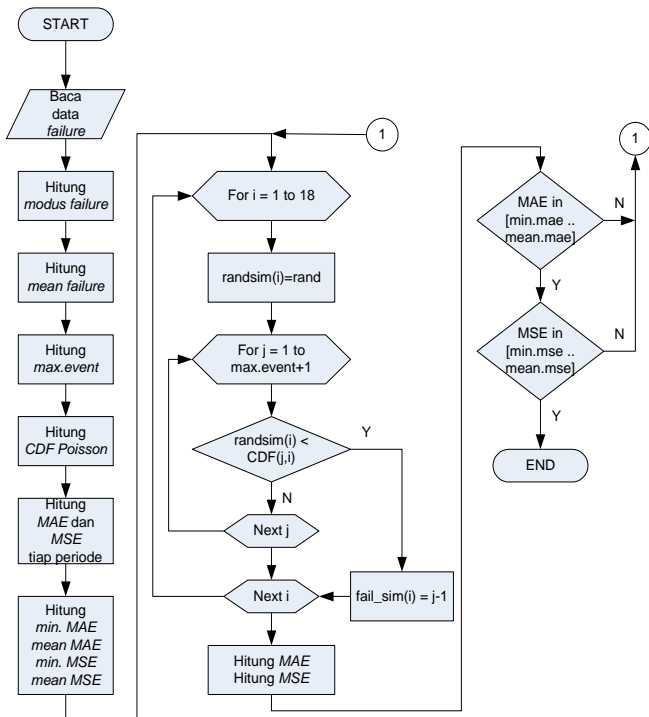 START
Baca
data
failure
Hitung
modus failure
Hitung
mean failure
Hitung
max.event
Hitung
CDF Poisson
Hitung
MAE dan
MSE
tiap periode
Hitung
min. MAE
mean MAE
min. MSE
mean MSE
1
For i = 1 to 18
randsim(i)=rand
For j = 1 to
max.event+1
randsim(i) <
CDF(j,i)
Y
N
Next j
Next i
fail_sim(i) = j-1
Hitung MAE
Hitung MSE
1
MAE in
[min.mae ..
mean.mae]
N
Y
MSE in
[min.mse ..
mean.mse]
N
Y
END